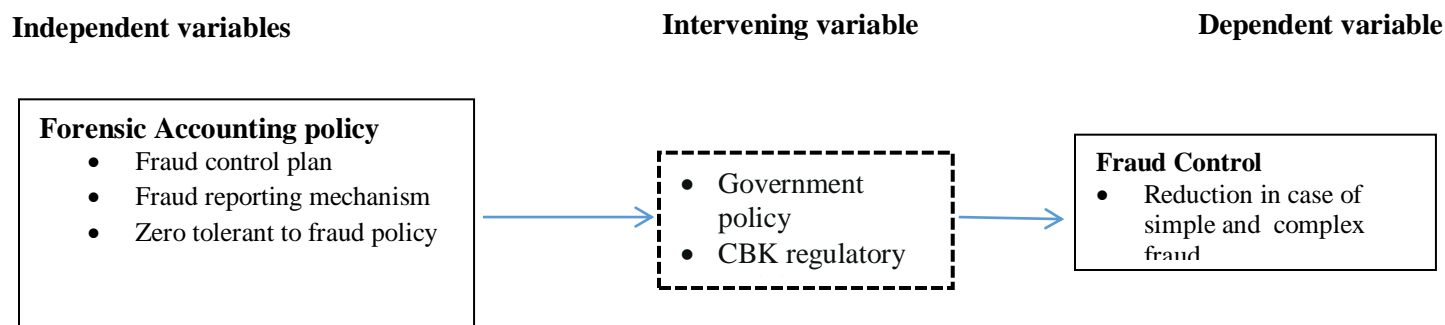 Independent variables
Intervening variable
Dependent variable
Forensic Accounting policy
• Fraud control plan
• Fraud reporting mechanism
• Zero tolerant to fraud policy
• Government
policy
• CBK regulatory
Fraud Control
• Reduction in case of
simple and complex
fraud